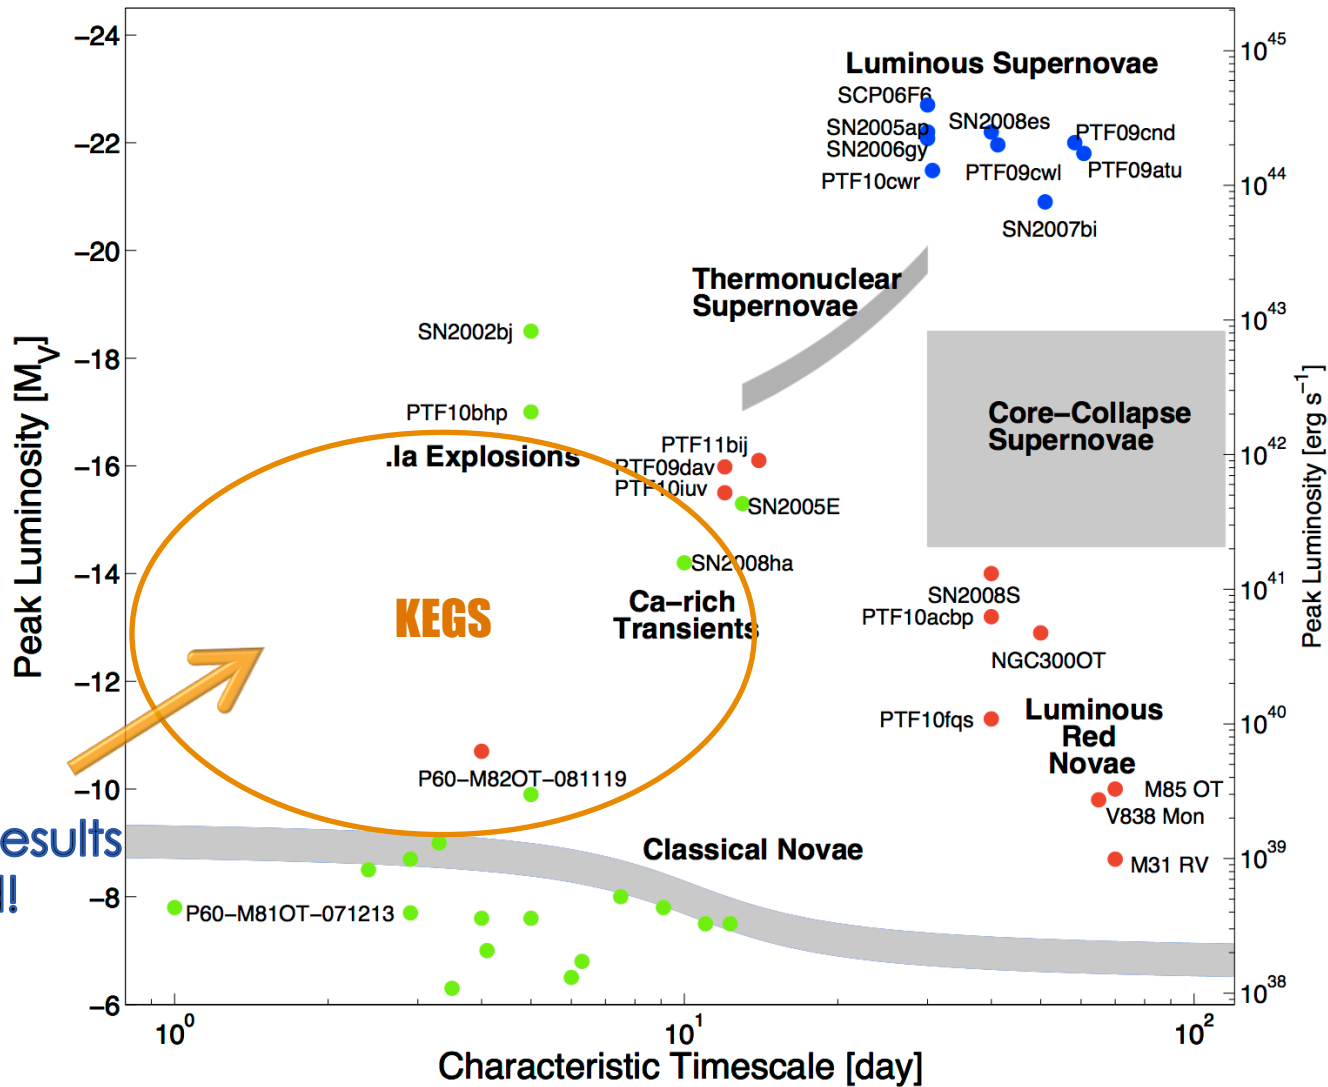 Peak Luminosity [M_V]
−24
−22
−20
−18
−16
−14
−12
−10
−8
−6
10^45
10^44
10^43
10^42
10^41
10^40
10^39
10^38
Peak Luminosity [erg s^−1]
Luminous Supernovae
SCP06F6
SN2005ap
SN2008es
PTF09cnd
SN2006gy
PTF10cwr
PTF09cwl
PTF09atu
SN2007bi
Thermonuclear
Supernovae
SN2002bj
PTF10bhp
.Ia Explosions
PTF11bij
PTF09dav
PTF10iuv
SN2005E
SN2008ha
Core−Collapse
Supernovae
KEGS
Ca−rich
Transients
SN2008S
PTF10acbp
NGC300OT
PTF10fqs
Luminous
Red
Novae
P60−M82OT−081119
M85 OT
V838 Mon
M31 RV
Classical Novae
P60−M81OT−071213
esults
!
10^0
10^1
10^2
Characteristic Timescale [day]